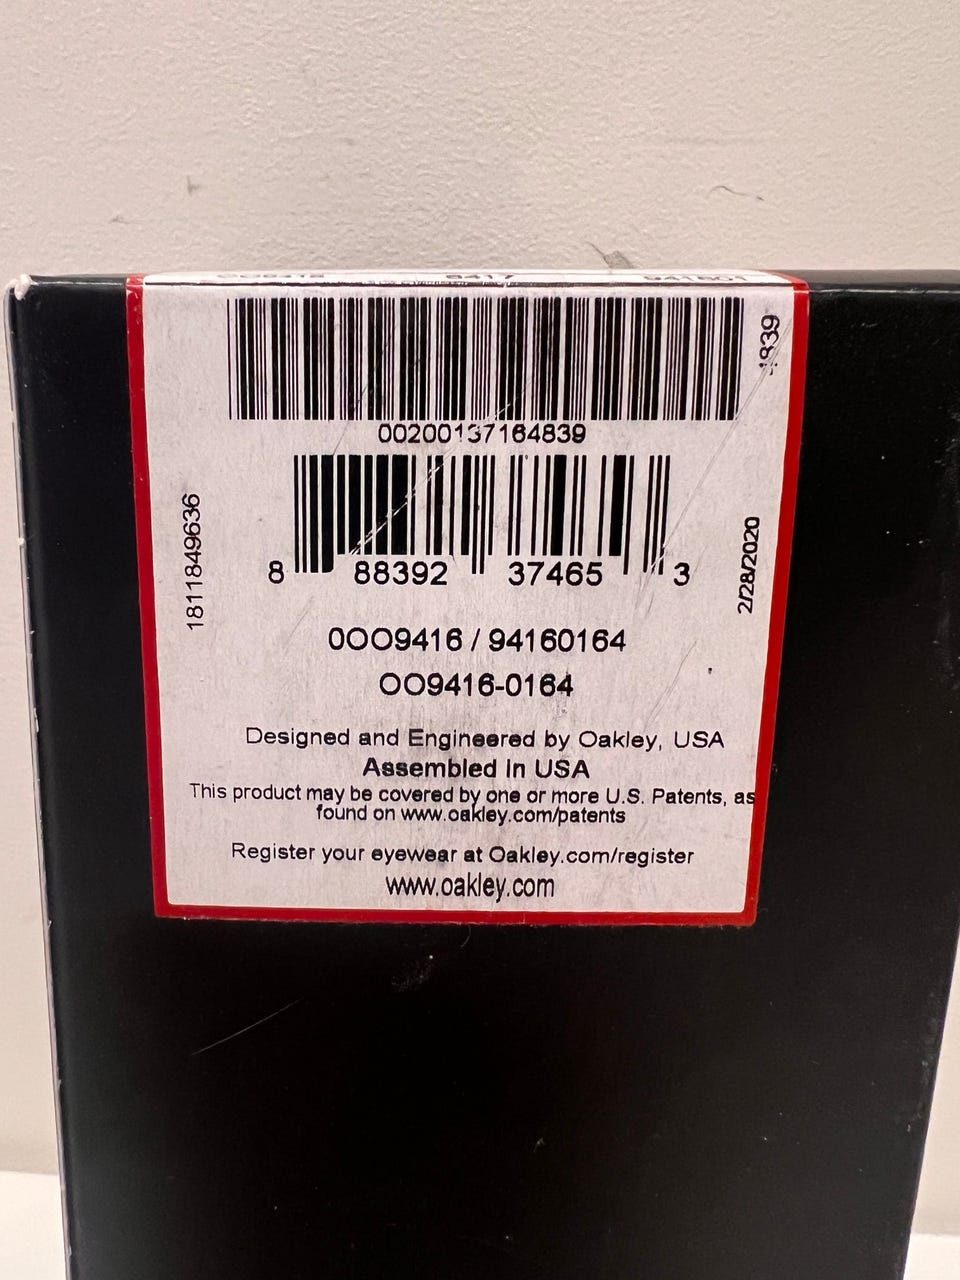 00200137164839
4839
1811849636
8 88392 37465 3
2/28/2020
0OO9416 / 94160164
OO9416-0164
Designed and Engineered by Oakley, USA
Assembled in USA
This product may be covered by one or more U.S. Patents, as
found on www.oakley.com/patents
Register your eyewear at Oakley.com/register
www.oakley.com